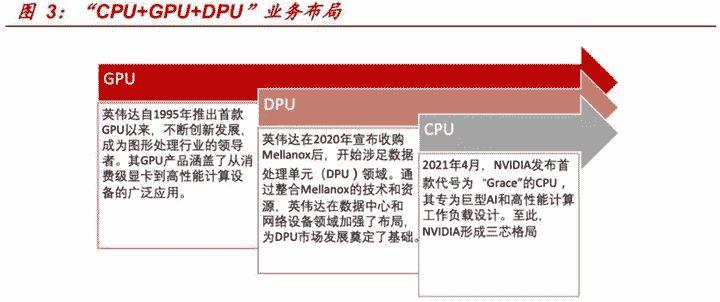 图 3：“CPU+GPU+DPU”业务布局
GPU
英伟达自1995年推出首款
GPU以来，不断创新发展，
成为图形处理行业的领导
者。其GPU产品涵盖了从消
费级显卡到高性能计算设
备的广泛应用。
DPU
英伟达在2020年宣布收购
Mellanox后，开始涉足数据
处理单元（DPU）领域。通
过整合Mellanox的技术和资
源，英伟达在数据中心和
网络设备领域加强了布局，
为DPU市场发展奠定了基础。
CPU
2021年4月，NVIDIA发布首
款代号为“Grace”的CPU，
其专为巨型AI和高性能计算
工作负载设计。至此，
NVIDIA形成三芯格局